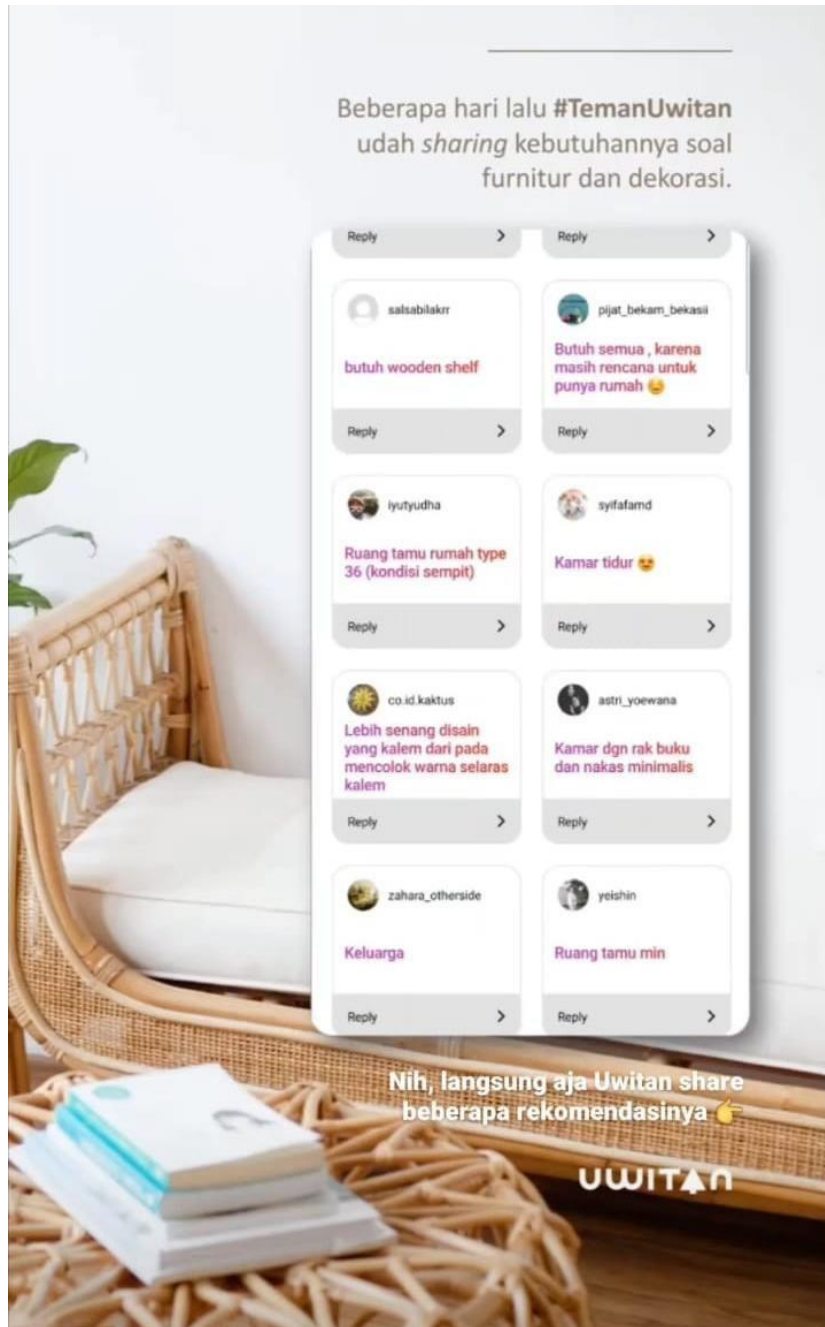 Beberapa hari lalu #TemanUwitan
udah sharing kebutuhannya soal
furnitur dan dekorasi.
Reply
Reply
salsabilakrr
butuh wooden shelf
Reply
pijat_bekam_bekasii
Butuh semua , karena
masih rencana untuk
punya rumah 😊
Reply
iyutyudha
Ruang tamu rumah type
36 (kondisi sempit)
Reply
syifafamd
Kamar tidur 😍
Reply
co.id.kaktus
Lebih senang disain
yang kalem dari pada
mencolok warna selaras
kalem
Reply
astri_yoewana
Kamar dgn rak buku
dan nakas minimalis
Reply
zahara_otherside
Keluarga
Reply
yeishin
Ruang tamu min
Reply
Nih, langsung aja Uwitan share
beberapa rekomendasinya 👉
UWITAN